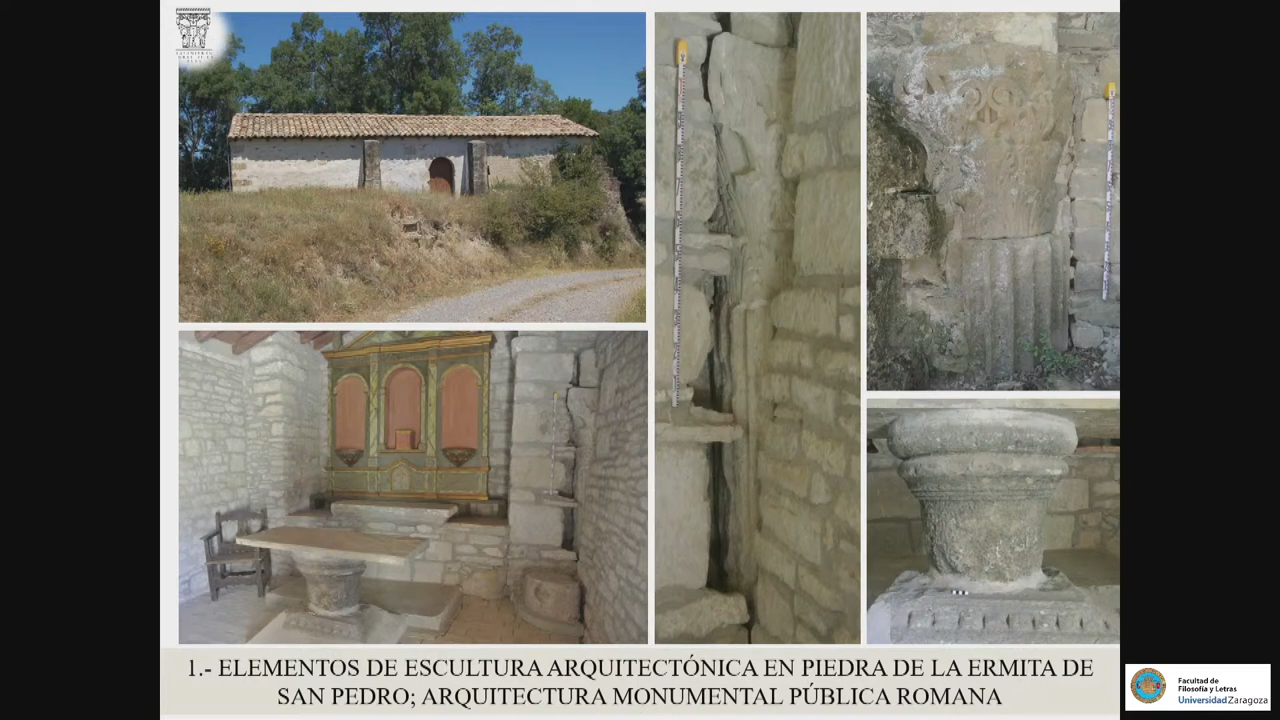 1.- ELEMENTOS DE ESCULTURA ARQUITECTÓNICA EN PIEDRA DE LA ERMITA DE
SAN PEDRO; ARQUITECTURA MONUMENTAL PÚBLICA ROMANA
Facultad de
Filosofía y Letras
Universidad Zaragoza